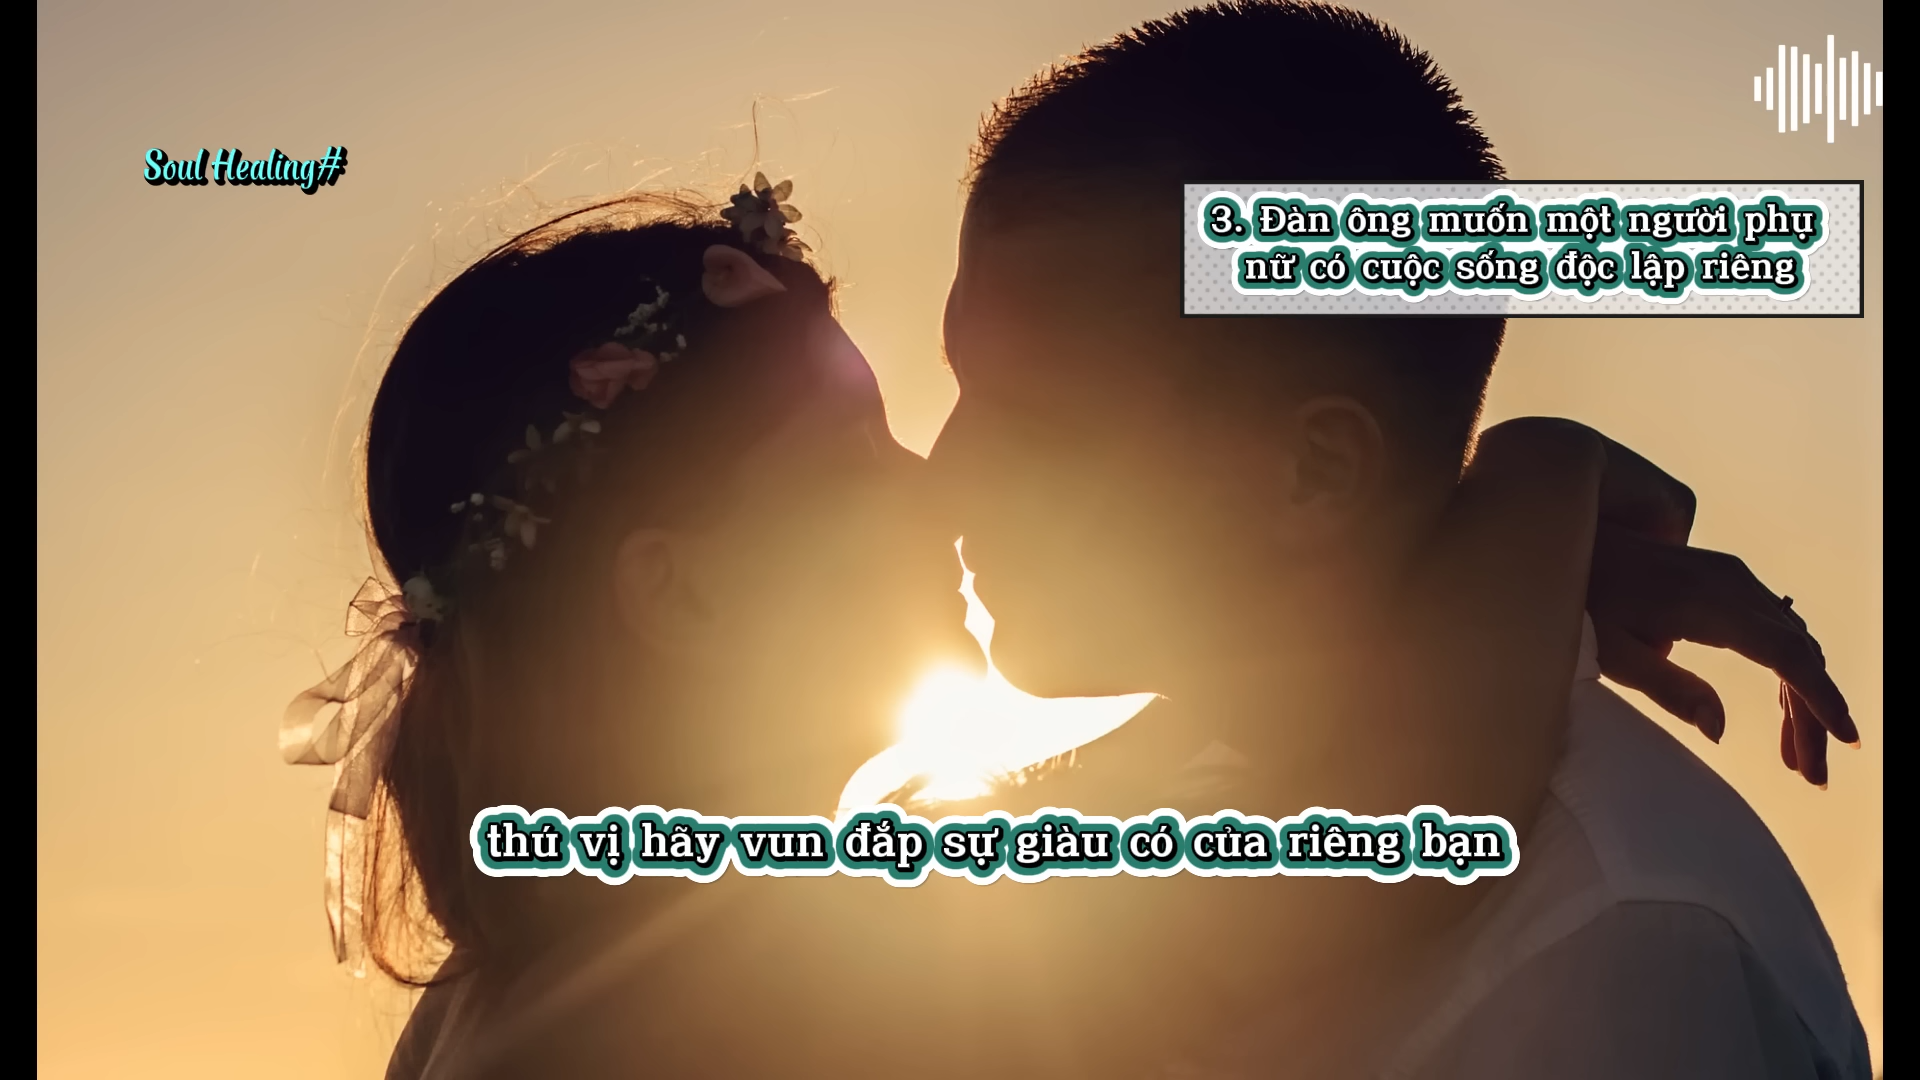 Soul Healing#
3. Đàn ông muốn một người phụ
nữ có cuộc sống độc lập riêng
thú vị hãy vun đắp sự giàu có của riêng bạn